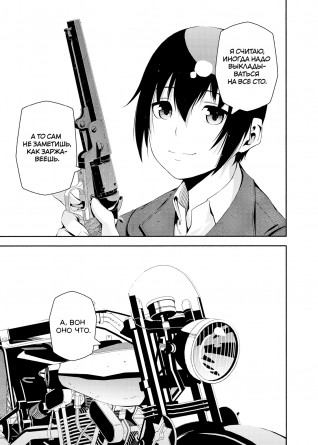 Я СЧИТАЮ,
ИНОГДА НАДО
ВЫКЛАДЫ-
ВАТЬСЯ
НА ВСЕ СТО.
А ТО САМ
НЕ ЗАМЕТИШЬ,
КАК ЗАРЖА-
ВЕЕШЬ.
А, ВОН
ОНО ЧТО.